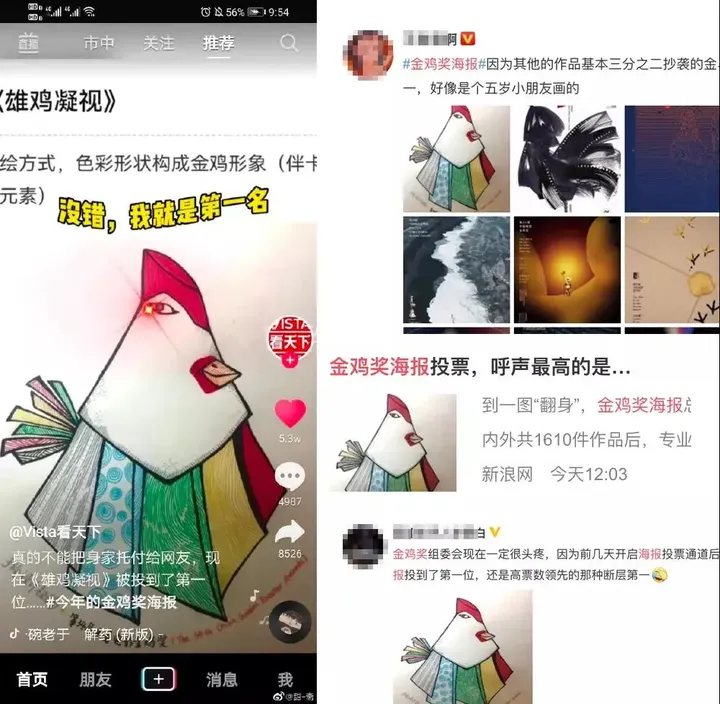 56% 9:54
直播 市中 关注 推荐
《雄鸡凝视》
绘方式，色彩形状构成金鸡形象（伴卡
元素）
没错，我就是第一名
VISTA
看天下
5.3w
4987
8526
@Vista看天下
真的不能把身家托付给网友，现
在《雄鸡凝视》被投到了第一
位......#今年的金鸡奖海报
-碗老于 解药 (新版) -
首页 朋友 消息 我
啊
#金鸡奖海报#因为其他的作品基本三分之二抄袭的金
一，好像是个五岁小朋友画的
金鸡奖海报投票，呼声最高的是...
到一图“翻身”，金鸡奖海报总
内外共1610件作品后，专业
新浪网 今天12:03
白
金鸡奖组委会现在一定很头疼，因为前几天开启海报投票通道后
报投到了第一位，还是高票数领先的那种断层第一